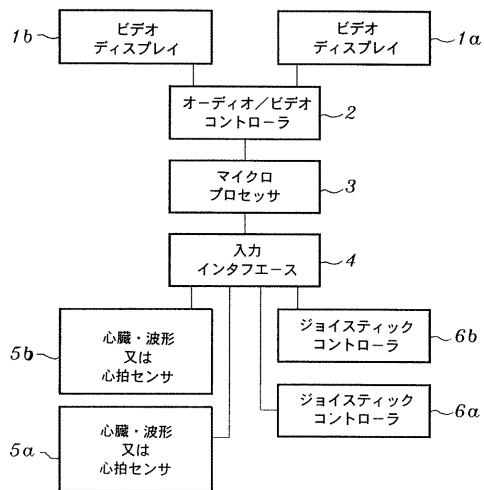 1b
ビデオ
ディスプレイ
ビデオ
ディスプレイ
1a
オーディオ／ビデオ
コントローラ
2
マイクロ
プロセッサ
3
入力
インタフエース
4
5b
心臓・波形
又は
心拍センサ
ジョイスティック
コントローラ
6b
5a
心臓・波形
又は
心拍センサ
ジョイスティック
コントローラ
6a